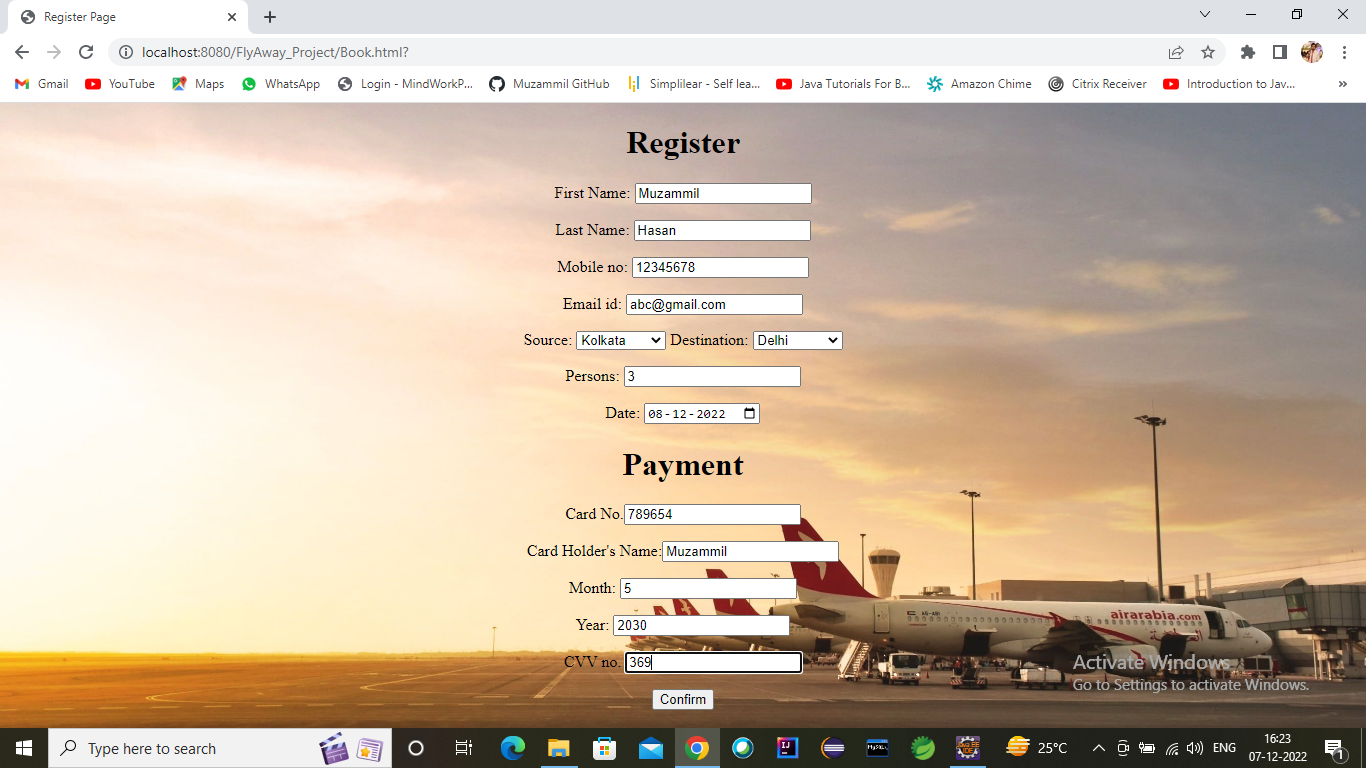 Register Page
localhost:8080/FlyAway_Project/Book.html?
Gmail YouTube Maps WhatsApp Login - MindWorkP... Muzammil GitHub Simplilear - Self lea... Java Tutorials For B... Amazon Chime Citrix Receiver Introduction to Jav... »
Register
First Name: Muzammil
Last Name: Hasan
Mobile no: 12345678
Email id: abc@gmail.com
Source: Kolkata Destination: Delhi
Persons: 3
Date: 08-12-2022
Payment
Card No. 789654
Card Holder's Name: Muzammil
Month: 5
airarabia.com
Year: 2030
CVV no. 369
Activate Windows
Go to Settings to activate Windows.
Confirm
Type here to search
25°C
ENG
16:23
07-12-2022
1